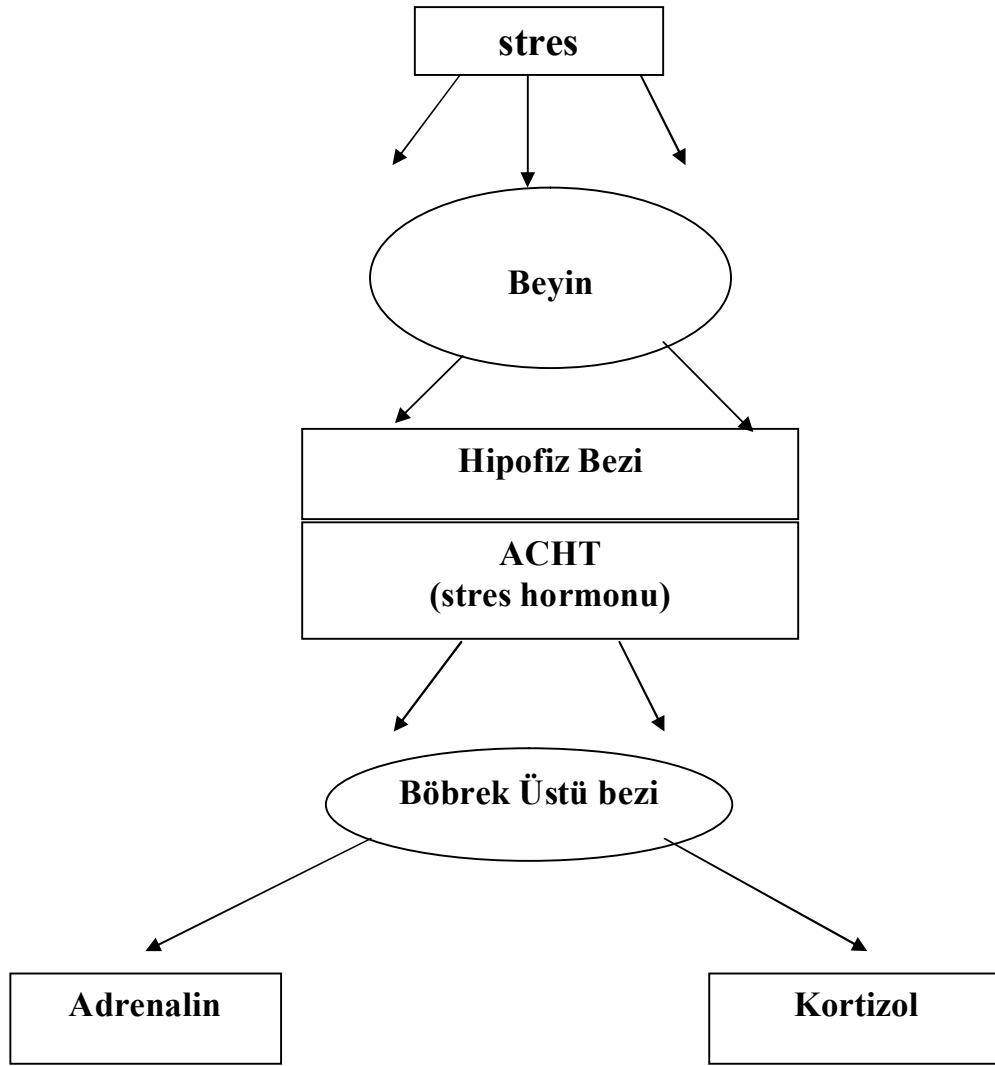 stres
Beyin
Hipofiz Bezi
ACHT
(stres hormonu)
Böbrek Üstü bezi
Adrenalin
Kortizol